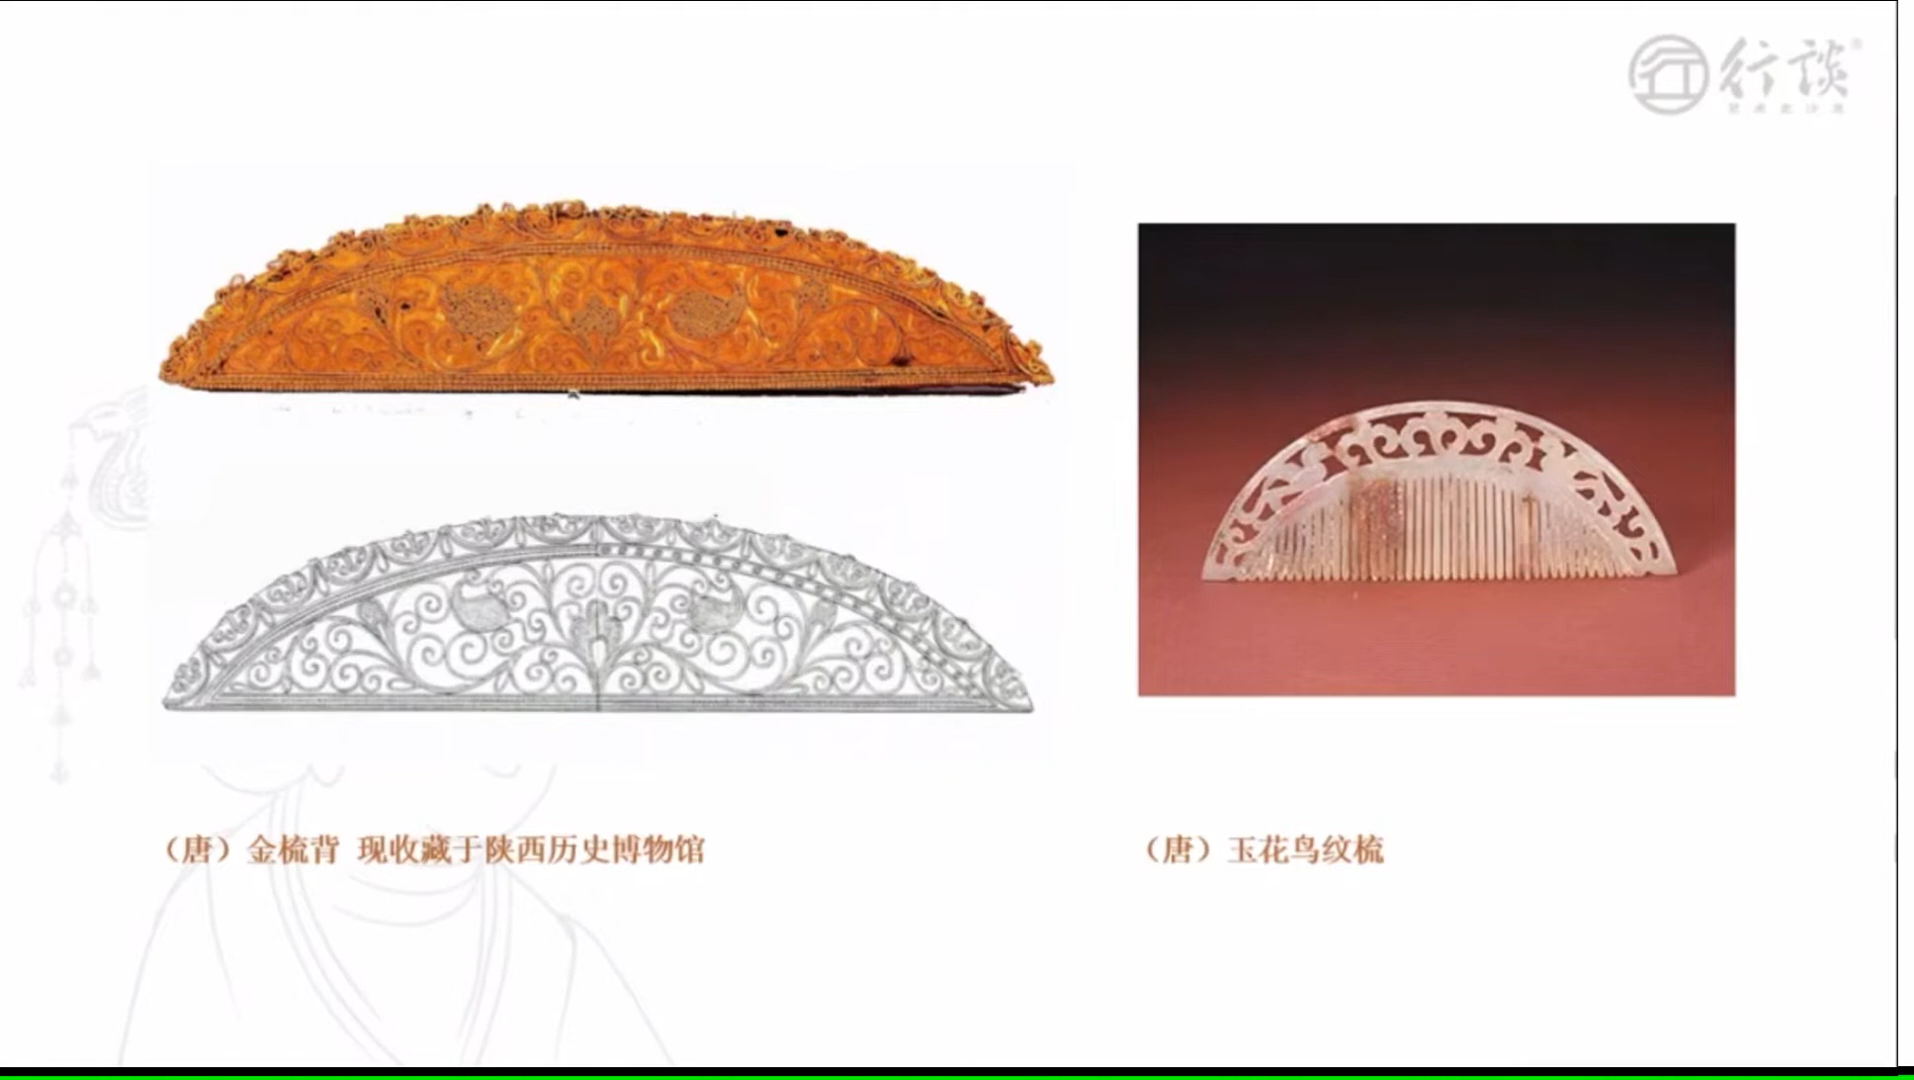 行談
（唐）金梳背 现收藏于陕西历史博物馆
（唐）玉花鸟纹梳